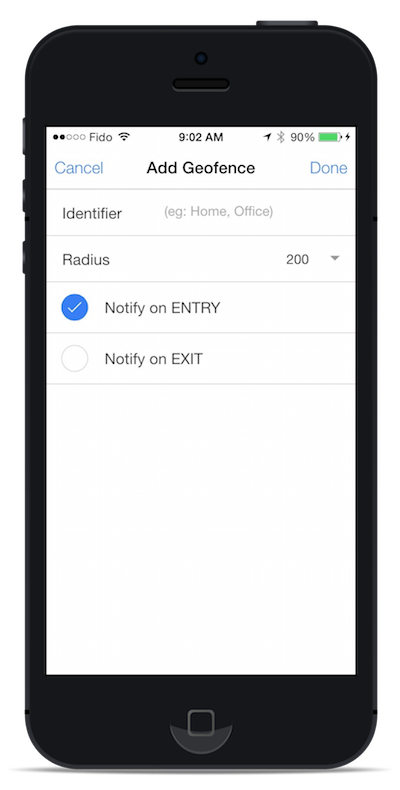 Fido 9:02 AM 90%
Cancel Add Geofence Done
Identifier (eg: Home, Office)
Radius 200
Notify on ENTRY
Notify on EXIT